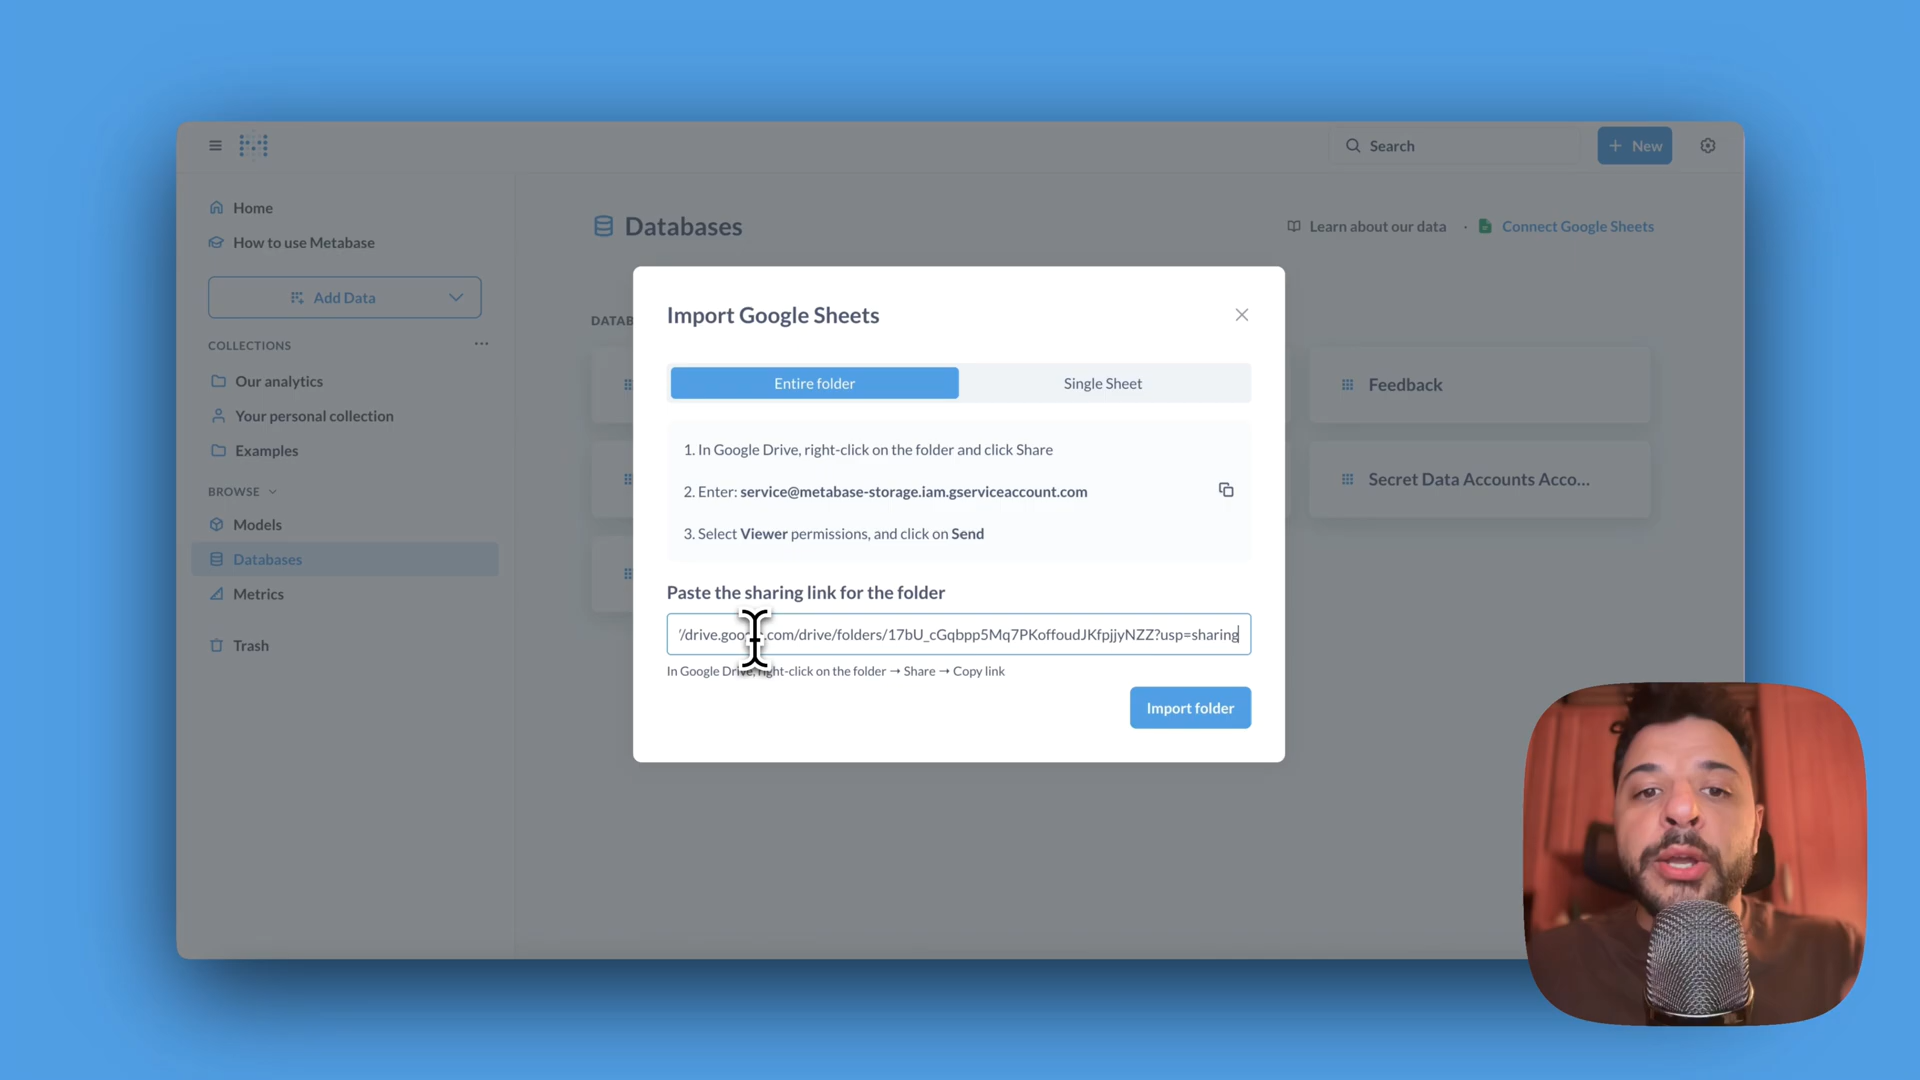 Search
New
Home
How to use Metabase
Add Data
COLLECTIONS
Our analytics
Your personal collection
Examples
BROWSE
Models
Databases
Metrics
Trash
Databases
Learn about our data · Connect Google Sheets
Feedback
Secret Data Accounts Acco...
Import Google Sheets
Entire folder
Single Sheet
1. In Google Drive, right-click on the folder and click Share
2. Enter: service@metabase-storage.iam.gserviceaccount.com
3. Select Viewer permissions, and click on Send
Paste the sharing link for the folder
/drive.google.com/drive/folders/17bU_cGqbpp5Mq7PKoffoudJKfpjjyNZZ?usp=sharing
In Google Drive, right-click on the folder → Share → Copy link
Import folder